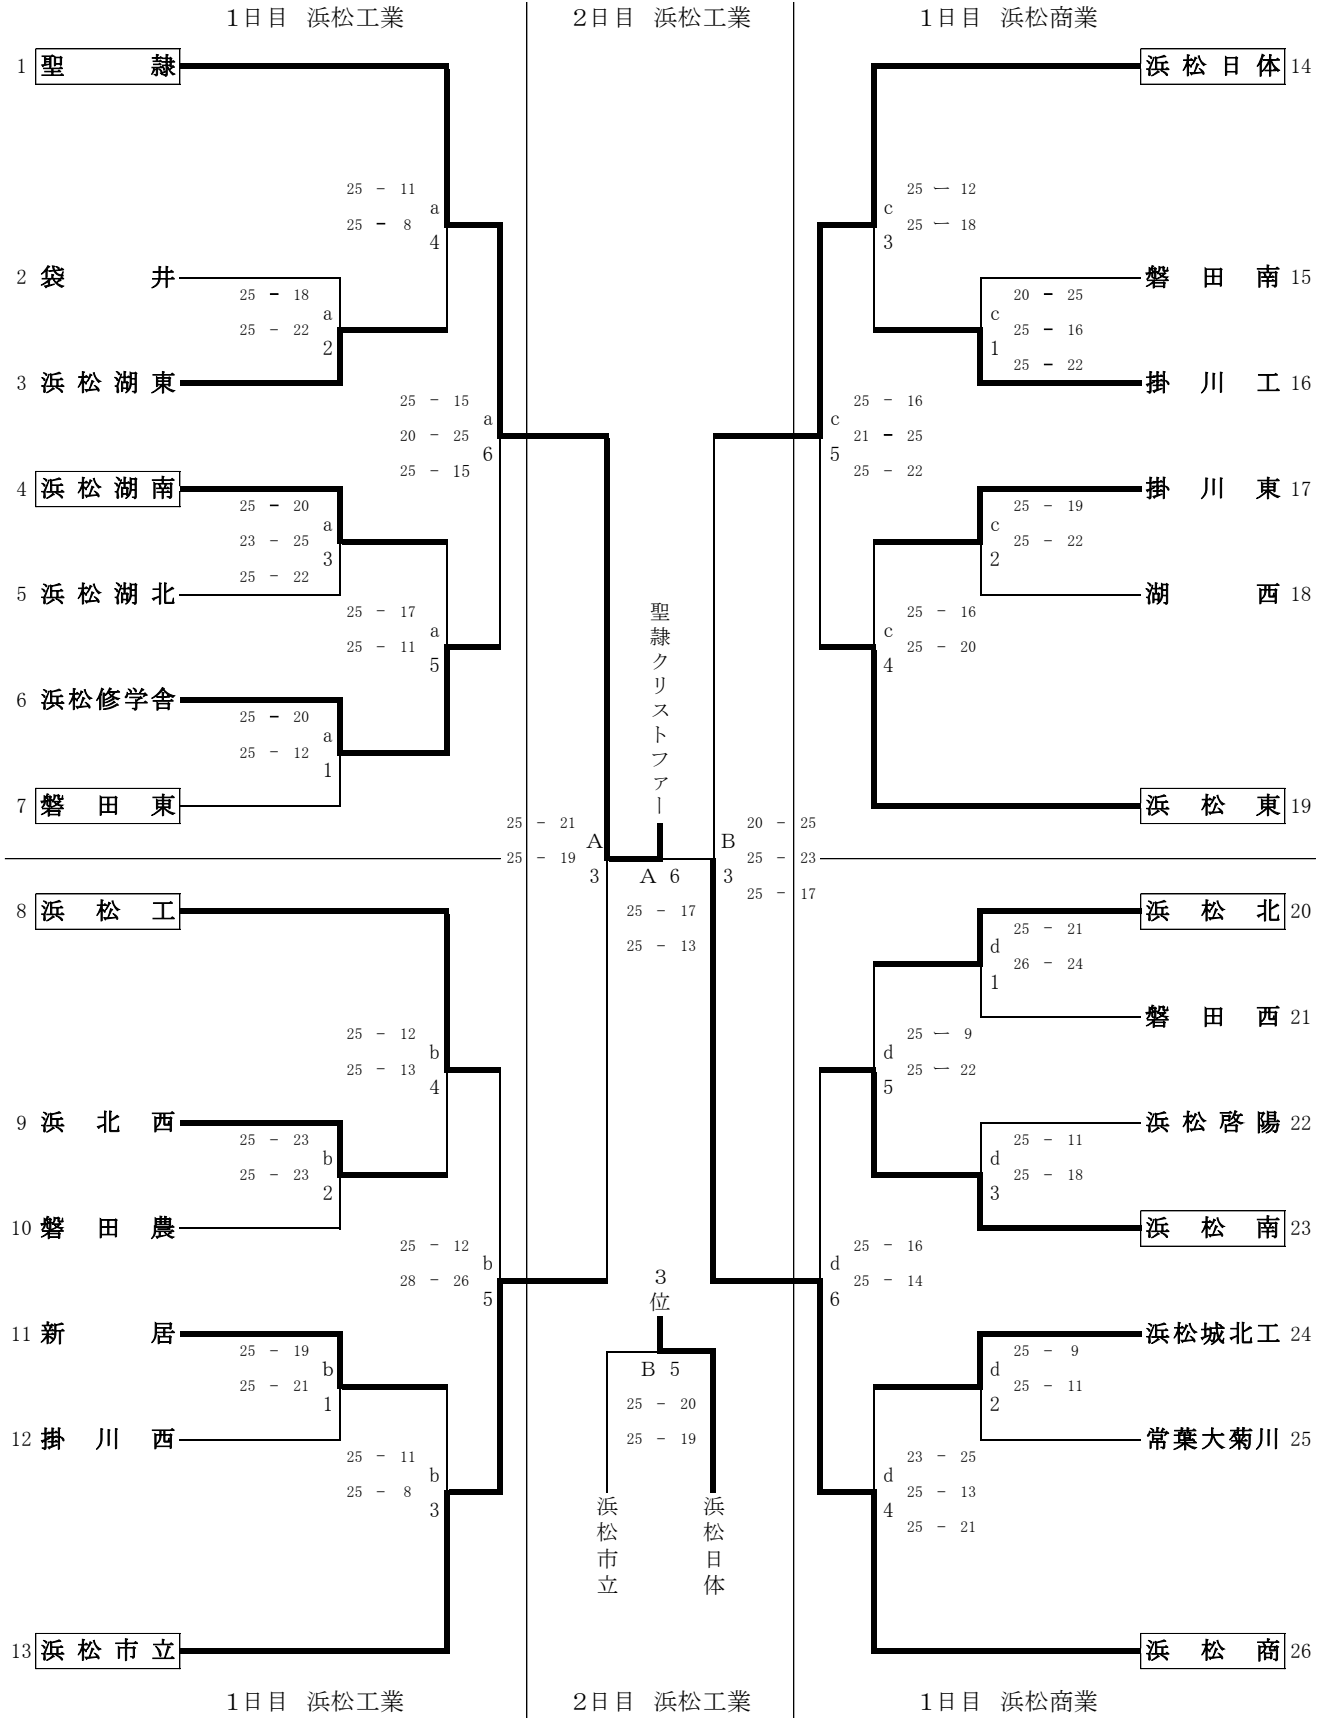 1日目 浜松工業
2日目 浜松工業
1日目 浜松商業
1 聖隷
25 - 11
25 - 8
a
4
2 袋井
25 - 18
25 - 22
a
2
3 浜松湖東
25 - 15
20 - 25
25 - 15
a
6
4 浜松湖南
25 - 20
23 - 25
25 - 22
a
3
5 浜松湖北
25 - 17
25 - 11
a
5
6 浜松修学舎
25 - 20
25 - 12
a
1
7 磐田東
8 浜松工
25 - 12
25 - 13
b
4
9 浜北西
25 - 23
25 - 23
b
2
10 磐田農
25 - 12
28 - 26
b
5
11 新居
25 - 19
25 - 21
b
1
12 掛川西
25 - 11
25 - 8
b
3
13 浜松市立
聖隷クリストファー
25 - 21
25 - 19
A
3
A 6
25 - 17
25 - 13
B
3
20 - 25
25 - 23
25 - 17
3位
B 5
25 - 20
25 - 19
浜松市立
浜松日体
浜松日体 14
25 - 12
25 - 18
c
3
磐田南 15
20 - 25
25 - 16
25 - 22
c
1
掛川工 16
25 - 16
21 - 25
25 - 22
c
5
掛川東 17
25 - 19
25 - 22
c
2
湖西 18
25 - 16
25 - 20
c
4
浜松東 19
浜松北 20
25 - 21
26 - 24
d
1
磐田西 21
25 - 9
25 - 22
d
5
浜松啓陽 22
25 - 11
25 - 18
d
3
浜松南 23
25 - 16
25 - 14
d
6
浜松城北工 24
25 - 9
25 - 11
d
2
常葉大菊川 25
23 - 25
25 - 13
25 - 21
d
4
浜松商 26
1日目 浜松工業
2日目 浜松工業
1日目 浜松商業